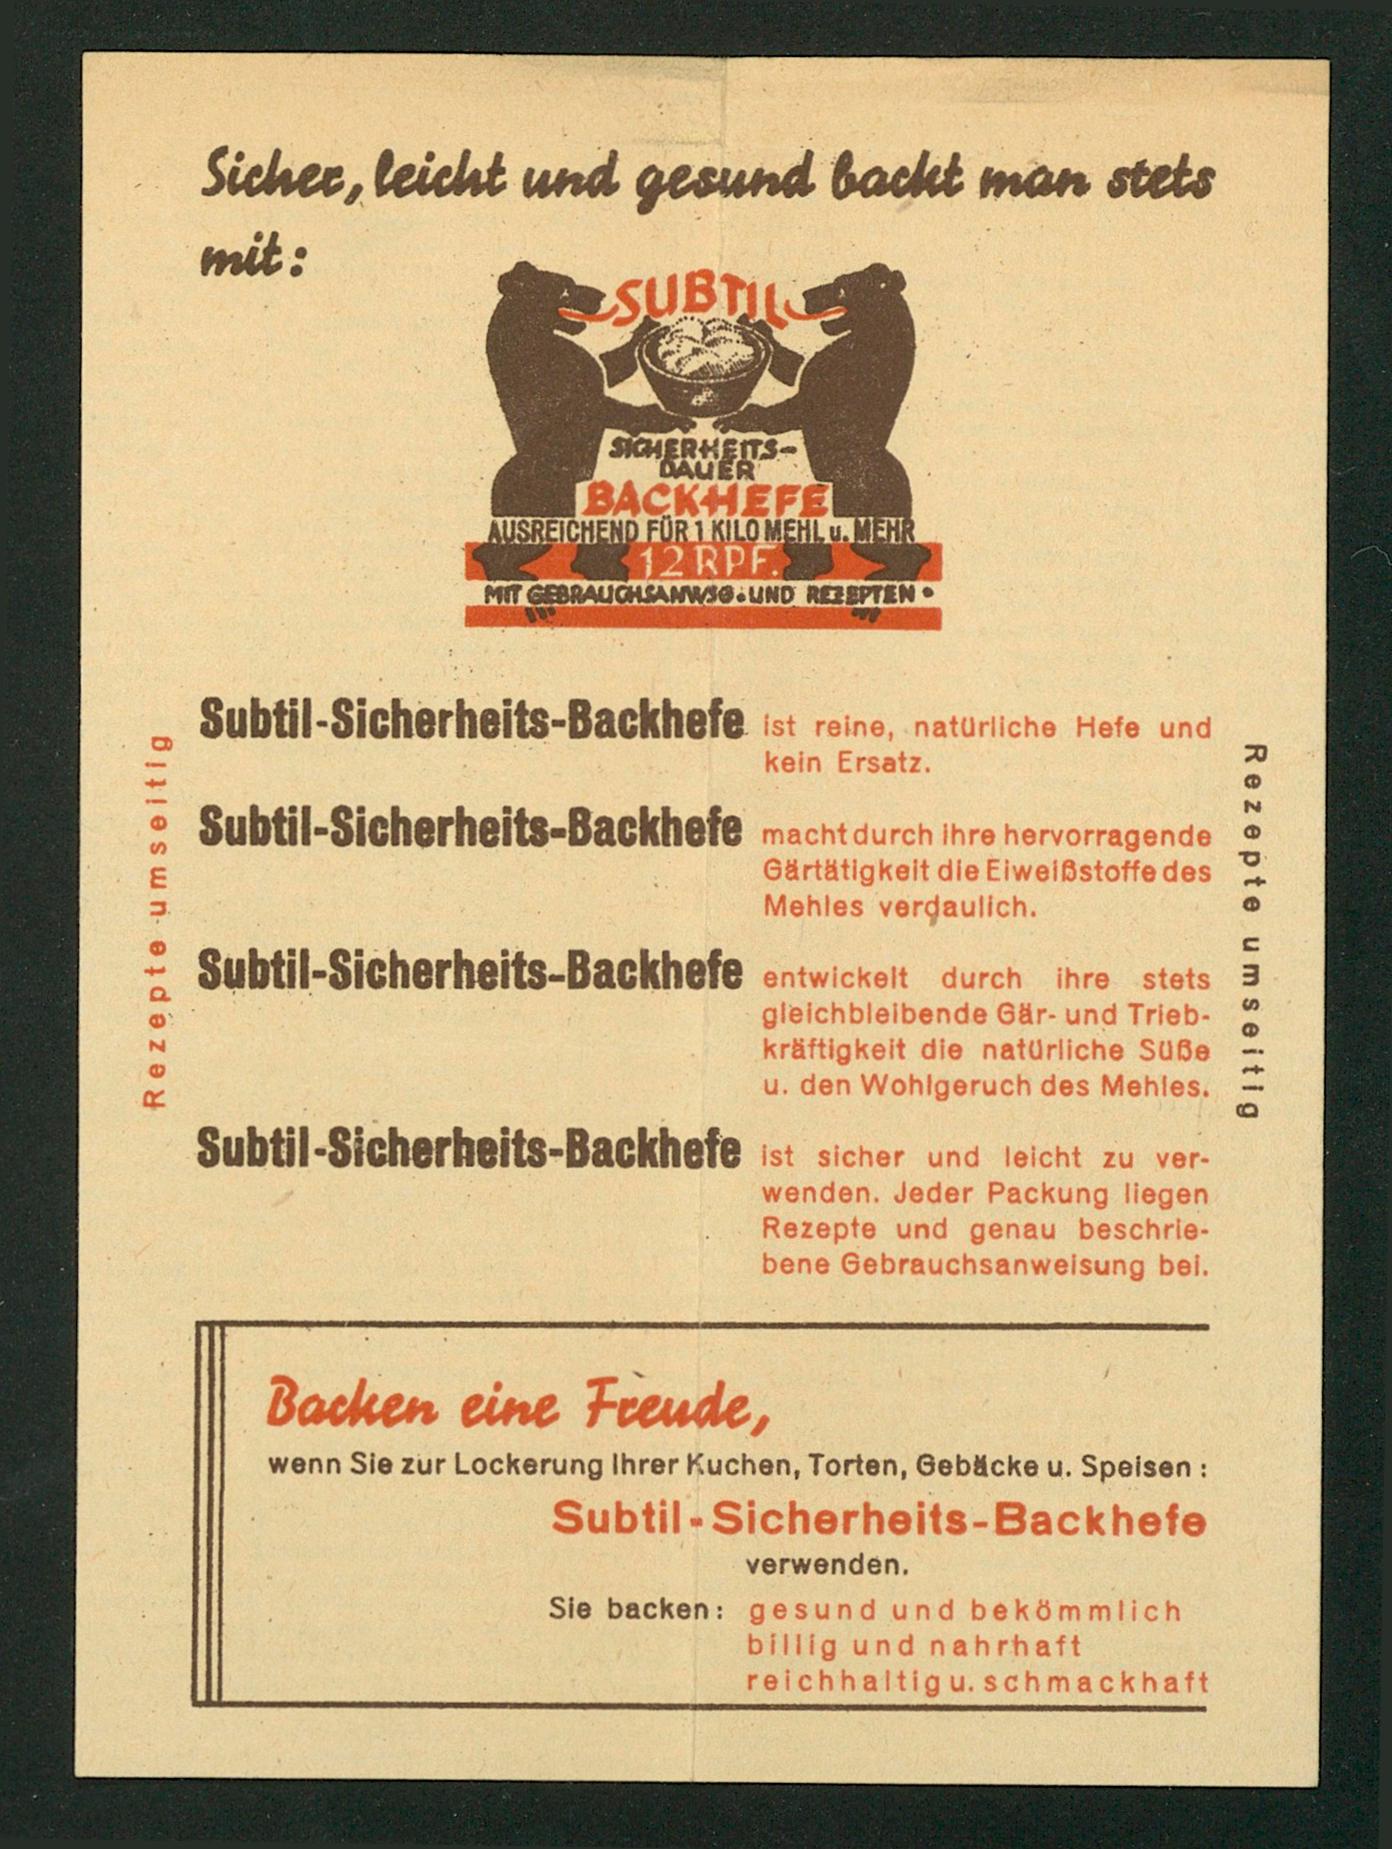 Sicher, leicht und gesund backt man stets
mit:
SUBTIL
SICHERHEITS-
DAUER
BACKHEFE
AUSREICHEND FÜR 1 KILO MEHL u. MEHR
12 RPF.
MIT GEBRAUCHSANWSG. UND REZEPTEN •
Subtil-Sicherheits-Backhefe ist reine, natürliche Hefe und
kein Ersatz.
Subtil-Sicherheits-Backhefe macht durch ihre hervorragende
Gärtätigkeit die Eiweißstoffe des
Mehles verdaulich.
Subtil-Sicherheits-Backhefe entwickelt durch ihre stets
gleichbleibende Gär- und Trieb-
kräftigkeit die natürliche Süße
u. den Wohlgeruch des Mehles.
Subtil-Sicherheits-Backhefe ist sicher und leicht zu ver-
wenden. Jeder Packung liegen
Rezepte und genau beschrie-
bene Gebrauchsanweisung bei.
Rezepte umseitig
Rezepte umseitig
Backen eine Freude,
wenn Sie zur Lockerung Ihrer Kuchen, Torten, Gebäcke u. Speisen :
Subtil-Sicherheits-Backhefe
verwenden.
Sie backen: gesund und bekömmlich
billig und nahrhaft
reichhaltig u. schmackhaft